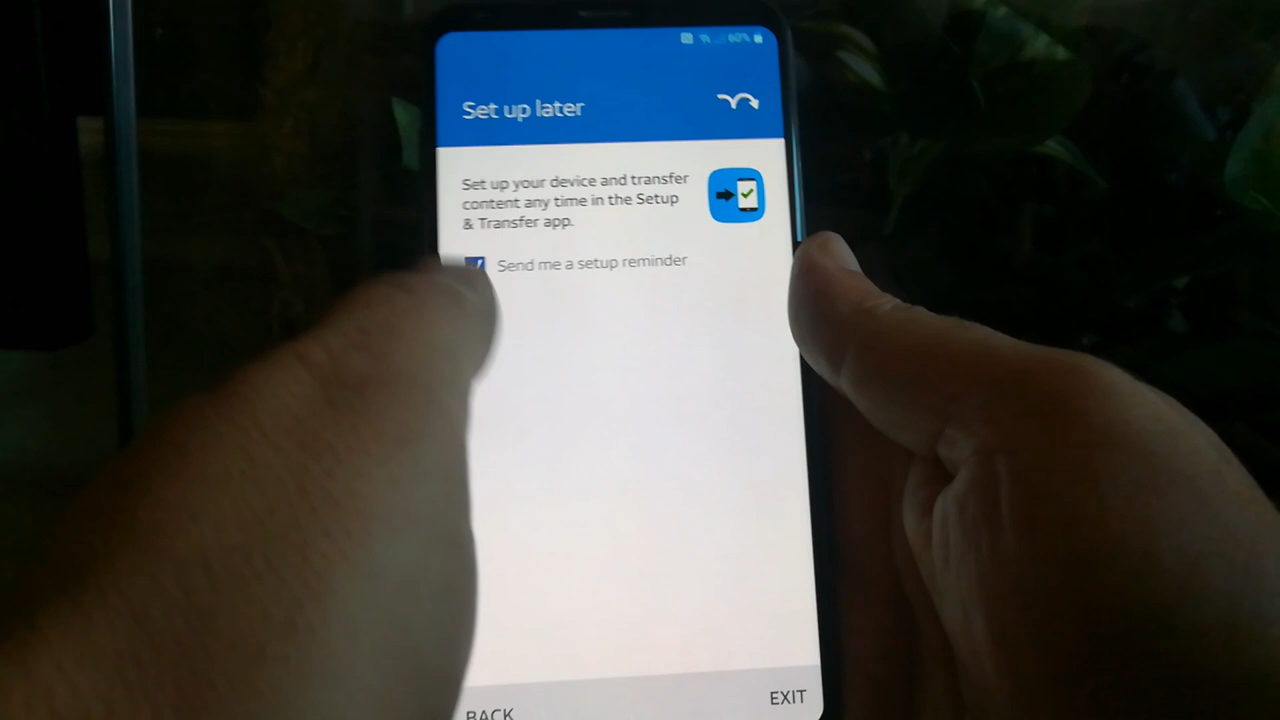 60%
Set up later
Set up your device and transfer
content any time in the Setup
& Transfer app.
Send me a setup reminder
BACK
EXIT